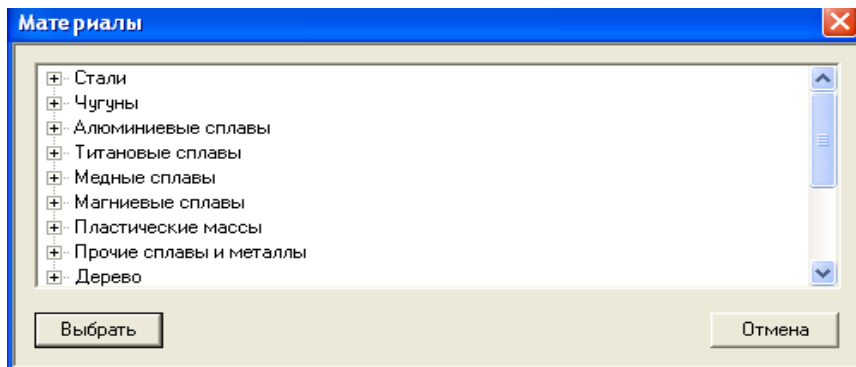 Материалы
Стали
Чугуны
Алюминиевые сплавы
Титановые сплавы
Медные сплавы
Магниевые сплавы
Пластические массы
Прочие сплавы и металлы
Дерево
Выбрать
Отмена